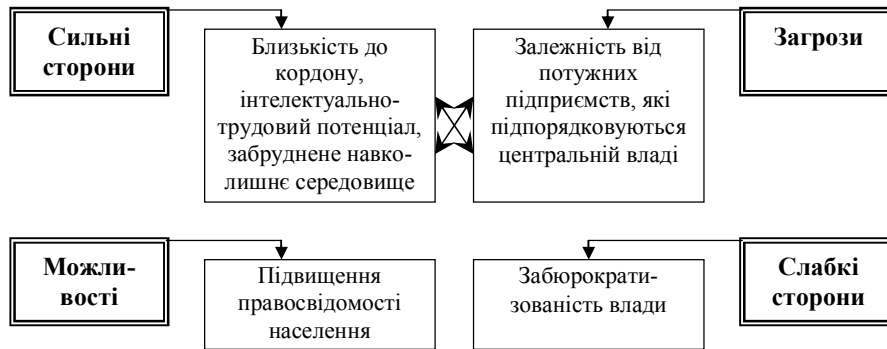 Сильні
сторони
Близькість до
кордону,
інтелектуально-
трудовий потенціал,
забруднене навко-
лишнє середовище
Залежність від
потужних
підприємств, які
підпорядковуються
центральній владі
Загрози
Можли-
вості
Підвищення
правосвідомості
населення
Забюрократи-
зованість влади
Слабкі
сторони